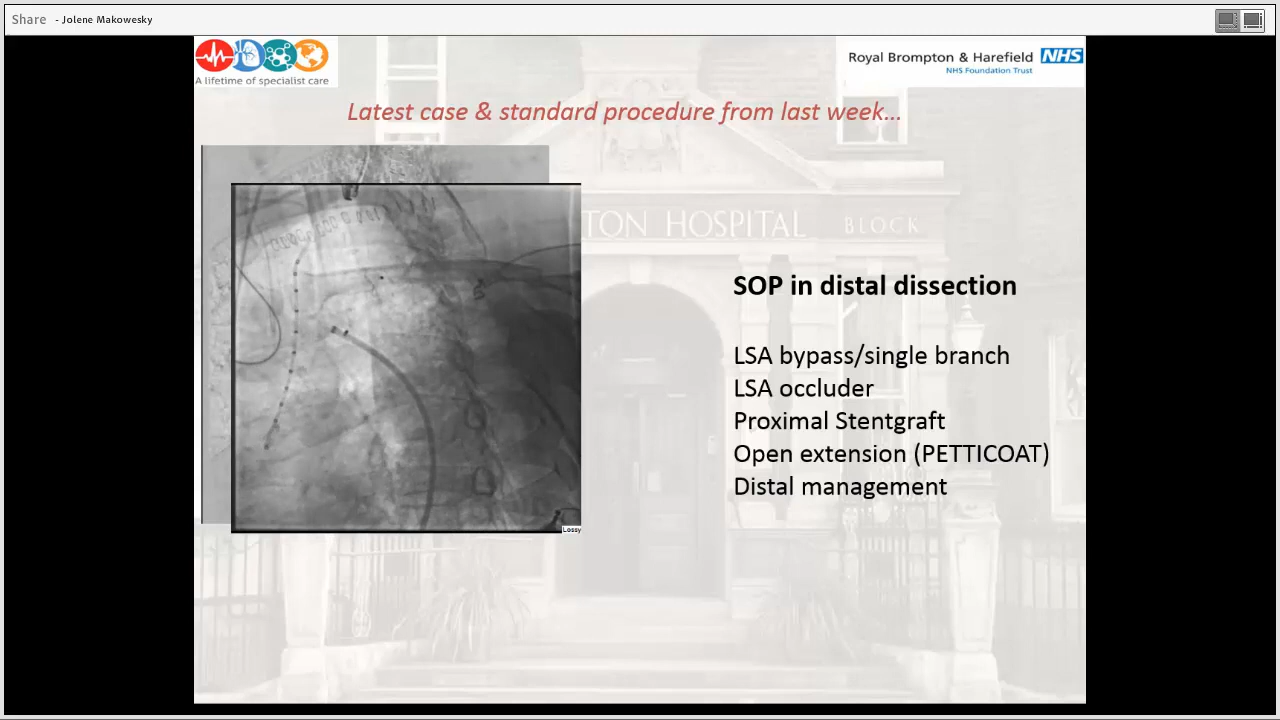 Share - Jolene Makowesky
A lifetime of specialist care
Royal Brompton & Harefield NHS
NHS Foundation Trust
Latest case & standard procedure from last week...
TON HOSPITAL BLOCK
SOP in distal dissection
LSA bypass/single branch
LSA occluder
Proximal Stentgraft
Open extension (PETTICOAT)
Distal management
Lossy